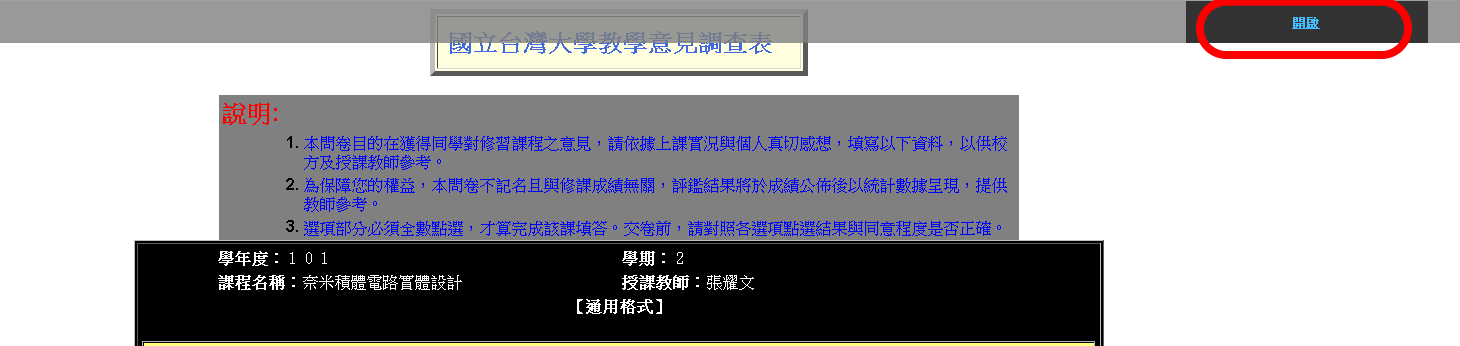 開啟
國立台灣大學教學意見調查表
說明:
1. 本問卷目的在獲得同學對修習課程之意見，請依據上課實況與個人真切感想，填寫以下資料，以供校
方及授課教師參考。
2. 為保障您的權益，本問卷不記名且與修課成績無關，評鑑結果將於成績公佈後以統計數據呈現，提供
教師參考。
3. 選項部分必須全數點選，才算完成該課填答。交卷前，請對照各選項點選結果與同意程度是否正確。
學年度：１０１ 學期：２
課程名稱：奈米積體電路實體設計 授課教師：張耀文
［通用格式］